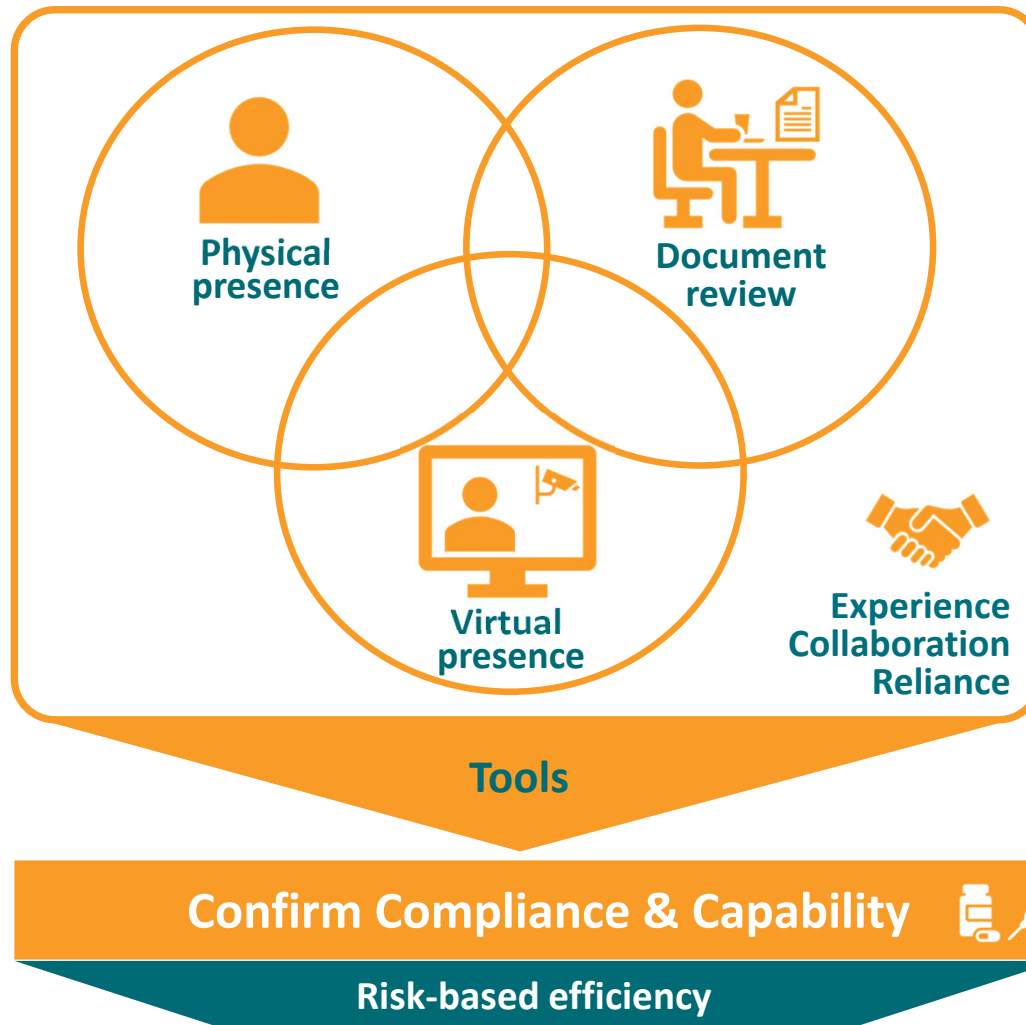 Physical
presence
Document
review
Virtual
presence
Experience
Collaboration
Reliance
Tools
Confirm Compliance & Capability
Risk-based efficiency